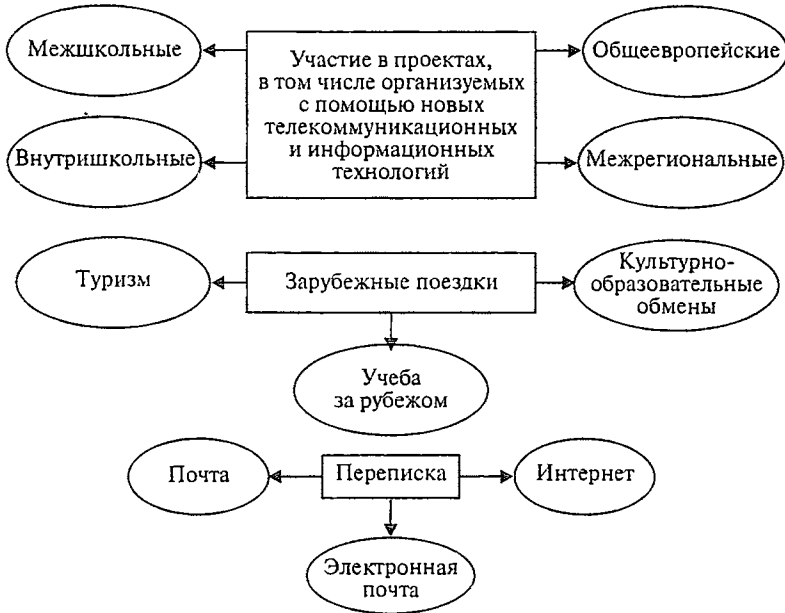 Межшкольные
Участие в проектах,
в том числе организуемых
с помощью новых
телекоммуникационных
и информационных
технологий
Общеевропейские
Внутришкольные
Межрегиональные
Туризм
Зарубежные поездки
Культурно-
образовательные
обмены
Учеба
за рубежом
Почта
Переписка
Интернет
Электронная
почта